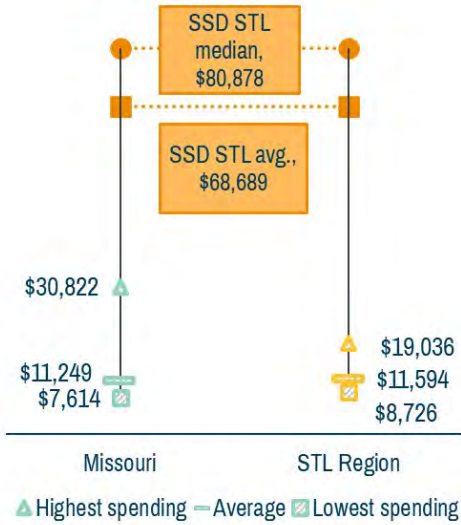 SSD STL
median,
$80,878
SSD STL avg.,
$68,689
$30,822
$19,036
$11,249
$11,594
$7,614
$8,726
Missouri
STL Region
Highest spending
Average
Lowest spending